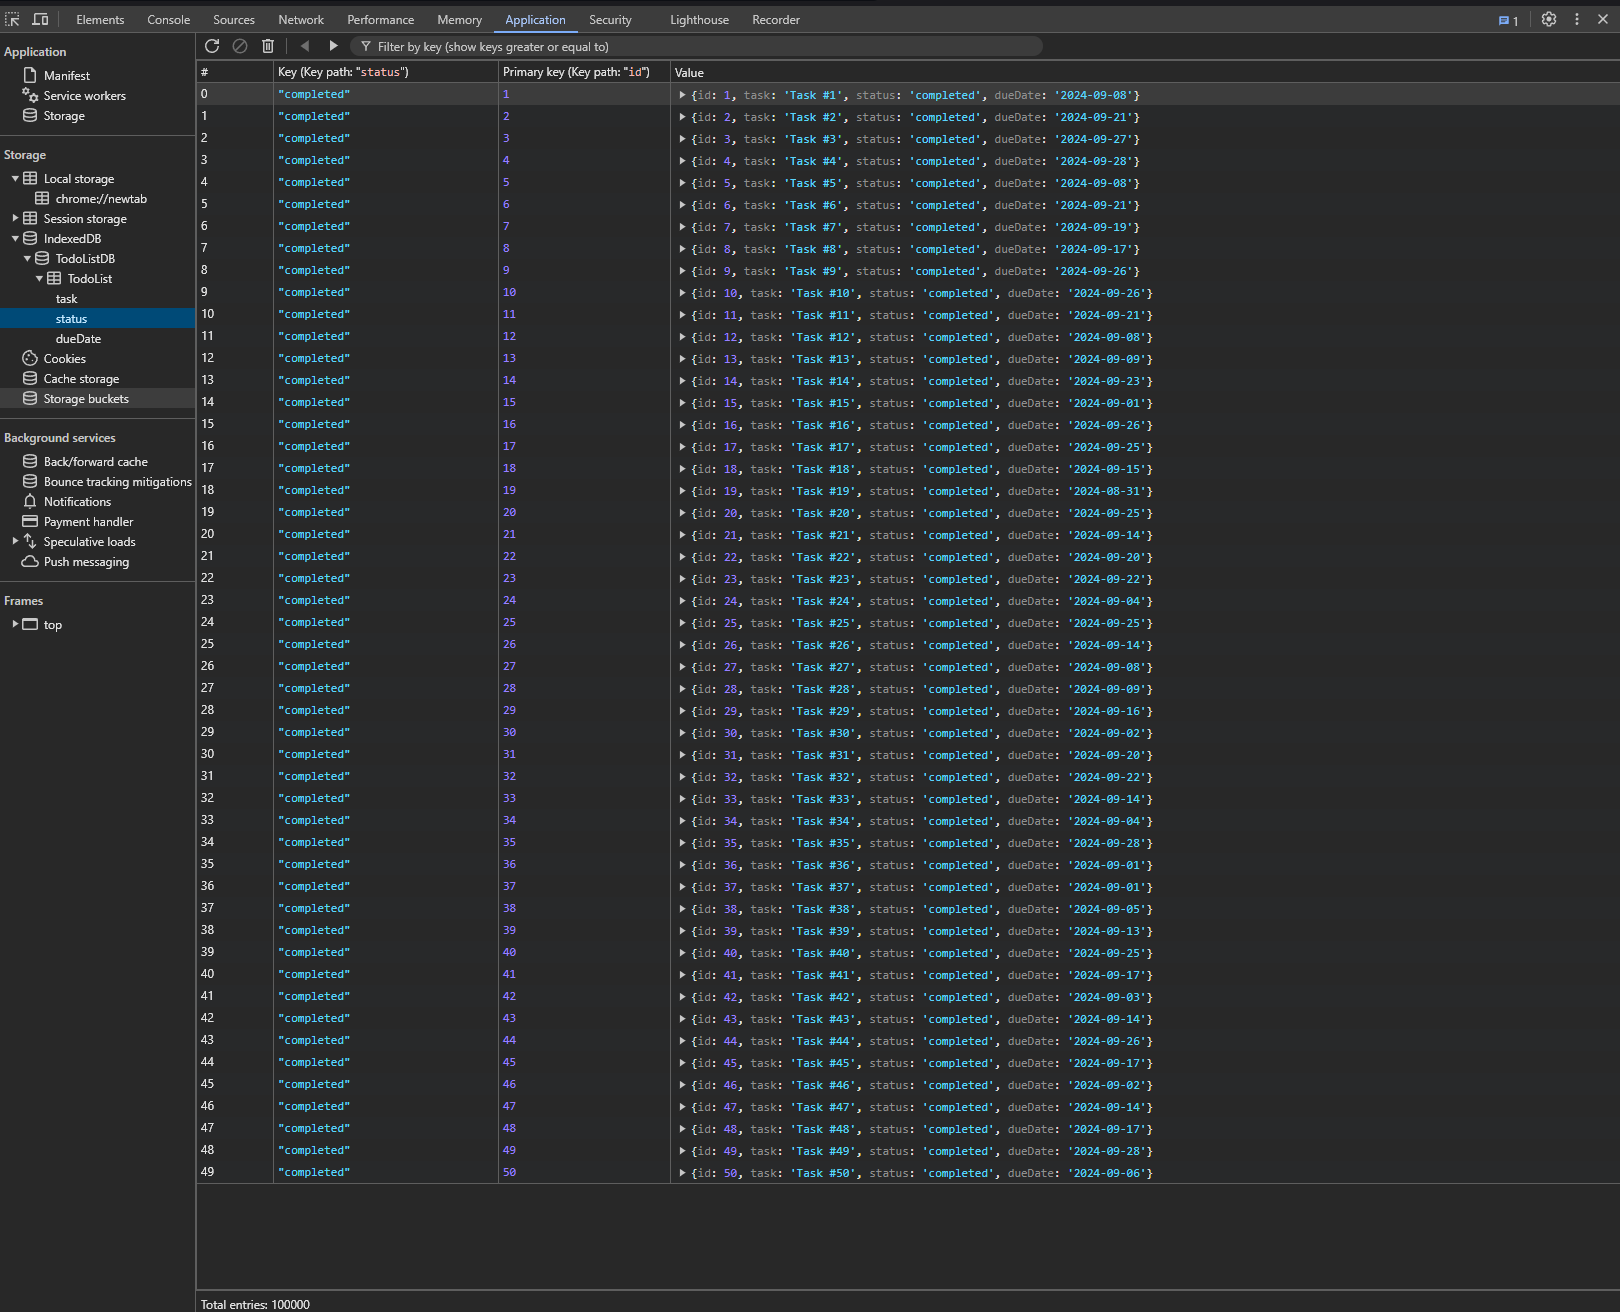 Elements Console Sources Network Performance Memory Application Security Lighthouse Recorder 1
Application
Manifest
Service workers
Storage
Storage
Local storage
chrome://newtab
Session storage
IndexedDB
TodoListDB
TodoList
task
status
dueDate
Cookies
Cache storage
Storage buckets
Background services
Back/forward cache
Bounce tracking mitigations
Notifications
Payment handler
Speculative loads
Push messaging
Frames
top
Filter by key (show keys greater or equal to)
# Key (Key path: "status") Primary key (Key path: "id") Value
0 "completed" 1 {id: 1, task: 'Task #1', status: 'completed', dueDate: '2024-09-08'}
1 "completed" 2 {id: 2, task: 'Task #2', status: 'completed', dueDate: '2024-09-21'}
2 "completed" 3 {id: 3, task: 'Task #3', status: 'completed', dueDate: '2024-09-27'}
3 "completed" 4 {id: 4, task: 'Task #4', status: 'completed', dueDate: '2024-09-28'}
4 "completed" 5 {id: 5, task: 'Task #5', status: 'completed', dueDate: '2024-09-08'}
5 "completed" 6 {id: 6, task: 'Task #6', status: 'completed', dueDate: '2024-09-21'}
6 "completed" 7 {id: 7, task: 'Task #7', status: 'completed', dueDate: '2024-09-19'}
7 "completed" 8 {id: 8, task: 'Task #8', status: 'completed', dueDate: '2024-09-17'}
8 "completed" 9 {id: 9, task: 'Task #9', status: 'completed', dueDate: '2024-09-26'}
9 "completed" 10 {id: 10, task: 'Task #10', status: 'completed', dueDate: '2024-09-26'}
10 "completed" 11 {id: 11, task: 'Task #11', status: 'completed', dueDate: '2024-09-21'}
11 "completed" 12 {id: 12, task: 'Task #12', status: 'completed', dueDate: '2024-09-08'}
12 "completed" 13 {id: 13, task: 'Task #13', status: 'completed', dueDate: '2024-09-09'}
13 "completed" 14 {id: 14, task: 'Task #14', status: 'completed', dueDate: '2024-09-23'}
14 "completed" 15 {id: 15, task: 'Task #15', status: 'completed', dueDate: '2024-09-01'}
15 "completed" 16 {id: 16, task: 'Task #16', status: 'completed', dueDate: '2024-09-26'}
16 "completed" 17 {id: 17, task: 'Task #17', status: 'completed', dueDate: '2024-09-25'}
17 "completed" 18 {id: 18, task: 'Task #18', status: 'completed', dueDate: '2024-09-15'}
18 "completed" 19 {id: 19, task: 'Task #19', status: 'completed', dueDate: '2024-08-31'}
19 "completed" 20 {id: 20, task: 'Task #20', status: 'completed', dueDate: '2024-09-25'}
20 "completed" 21 {id: 21, task: 'Task #21', status: 'completed', dueDate: '2024-09-14'}
21 "completed" 22 {id: 22, task: 'Task #22', status: 'completed', dueDate: '2024-09-20'}
22 "completed" 23 {id: 23, task: 'Task #23', status: 'completed', dueDate: '2024-09-22'}
23 "completed" 24 {id: 24, task: 'Task #24', status: 'completed', dueDate: '2024-09-04'}
24 "completed" 25 {id: 25, task: 'Task #25', status: 'completed', dueDate: '2024-09-25'}
25 "completed" 26 {id: 26, task: 'Task #26', status: 'completed', dueDate: '2024-09-14'}
26 "completed" 27 {id: 27, task: 'Task #27', status: 'completed', dueDate: '2024-09-08'}
27 "completed" 28 {id: 28, task: 'Task #28', status: 'completed', dueDate: '2024-09-09'}
28 "completed" 29 {id: 29, task: 'Task #29', status: 'completed', dueDate: '2024-09-16'}
29 "completed" 30 {id: 30, task: 'Task #30', status: 'completed', dueDate: '2024-09-02'}
30 "completed" 31 {id: 31, task: 'Task #31', status: 'completed', dueDate: '2024-09-20'}
31 "completed" 32 {id: 32, task: 'Task #32', status: 'completed', dueDate: '2024-09-22'}
32 "completed" 33 {id: 33, task: 'Task #33', status: 'completed', dueDate: '2024-09-14'}
33 "completed" 34 {id: 34, task: 'Task #34', status: 'completed', dueDate: '2024-09-04'}
34 "completed" 35 {id: 35, task: 'Task #35', status: 'completed', dueDate: '2024-09-28'}
35 "completed" 36 {id: 36, task: 'Task #36', status: 'completed', dueDate: '2024-09-01'}
36 "completed" 37 {id: 37, task: 'Task #37', status: 'completed', dueDate: '2024-09-01'}
37 "completed" 38 {id: 38, task: 'Task #38', status: 'completed', dueDate: '2024-09-05'}
38 "completed" 39 {id: 39, task: 'Task #39', status: 'completed', dueDate: '2024-09-13'}
39 "completed" 40 {id: 40, task: 'Task #40', status: 'completed', dueDate: '2024-09-25'}
40 "completed" 41 {id: 41, task: 'Task #41', status: 'completed', dueDate: '2024-09-17'}
41 "completed" 42 {id: 42, task: 'Task #42', status: 'completed', dueDate: '2024-09-03'}
42 "completed" 43 {id: 43, task: 'Task #43', status: 'completed', dueDate: '2024-09-14'}
43 "completed" 44 {id: 44, task: 'Task #44', status: 'completed', dueDate: '2024-09-26'}
44 "completed" 45 {id: 45, task: 'Task #45', status: 'completed', dueDate: '2024-09-17'}
45 "completed" 46 {id: 46, task: 'Task #46', status: 'completed', dueDate: '2024-09-02'}
46 "completed" 47 {id: 47, task: 'Task #47', status: 'completed', dueDate: '2024-09-14'}
47 "completed" 48 {id: 48, task: 'Task #48', status: 'completed', dueDate: '2024-09-17'}
48 "completed" 49 {id: 49, task: 'Task #49', status: 'completed', dueDate: '2024-09-28'}
49 "completed" 50 {id: 50, task: 'Task #50', status: 'completed', dueDate: '2024-09-06'}
Total entries: 100000